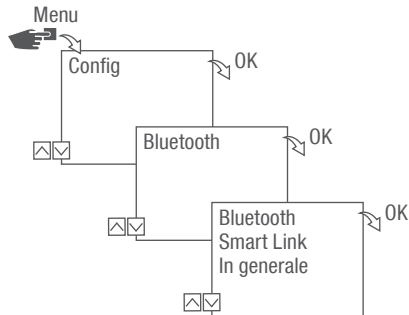 Menu
Config
OK
Bluetooth
OK
Bluetooth
Smart Link
In generale
OK